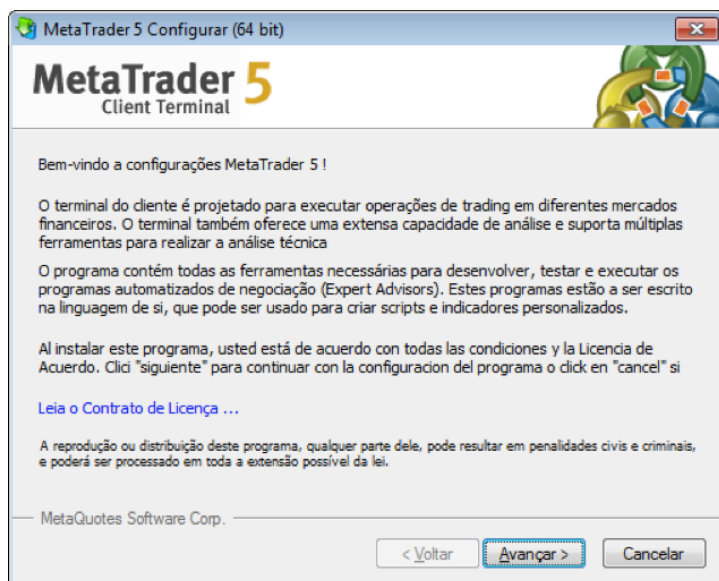 MetaTrader 5 Configurar (64 bit)
MetaTrader 5
Client Terminal
Bem-vindo a configurações MetaTrader 5 !
O terminal do cliente é projetado para executar operações de trading em diferentes mercados
financeiros. O terminal também oferece uma extensa capacidade de análise e suporta múltiplas
ferramentas para realizar a análise técnica
O programa contém todas as ferramentas necessárias para desenvolver, testar e executar os
programas automatizados de negociação (Expert Advisors). Estes programas estão a ser escrito
na linguagem de si, que pode ser usado para criar scripts e indicadores personalizados.
Al instalar este programa, usted está de acuerdo con todas las condiciones y la Licencia de
Acuerdo. Clici "siguiente" para continuar con la configuracion del programa o click en "cancel" si
Leia o Contrato de Licença ...
A reprodução ou distribuição deste programa, qualquer parte dele, pode resultar em penalidades civis e criminais,
e poderá ser processado em toda a extensão possível da lei.
MetaQuotes Software Corp.
< Voltar Avançar > Cancelar